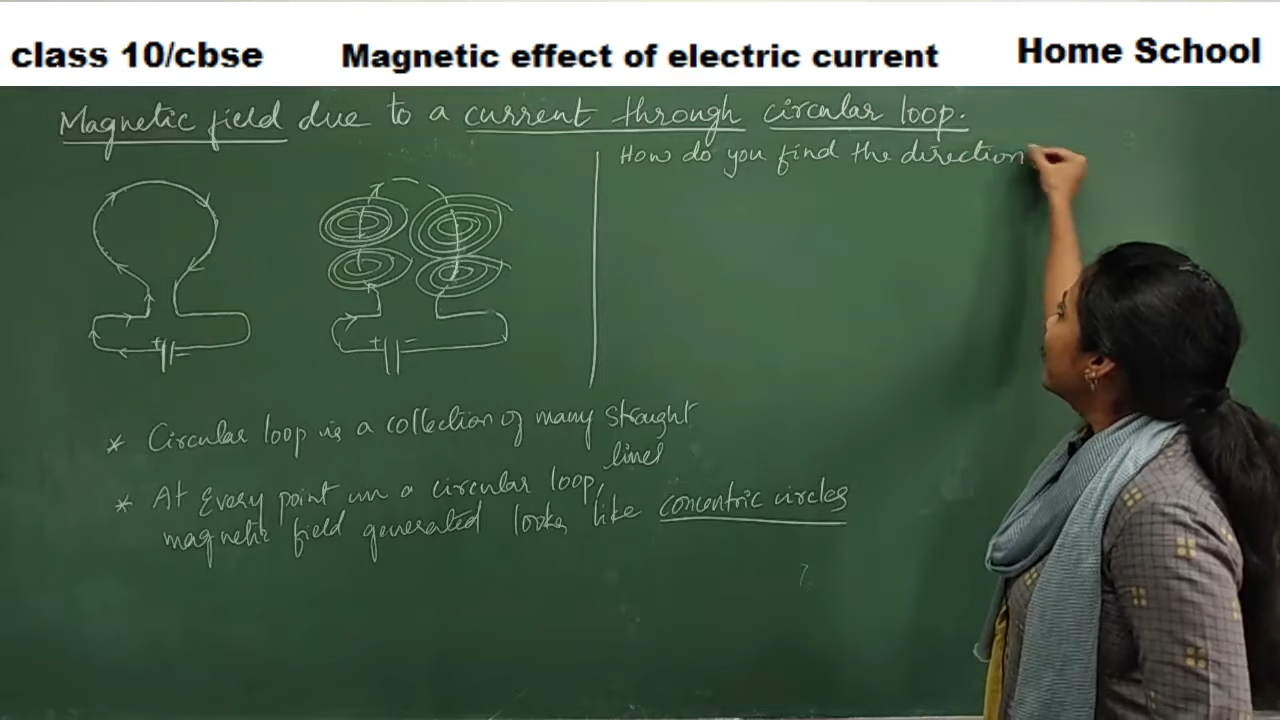 class 10/cbse
Magnetic effect of electric current
Home School
Magnetic field due to a current through circular loop.
How do you find the direction
+ -
+ -
* Circular loop is a collection of many straight
lines
* At Every point in a circular loop,
magnetic field generated looks like concentric circles